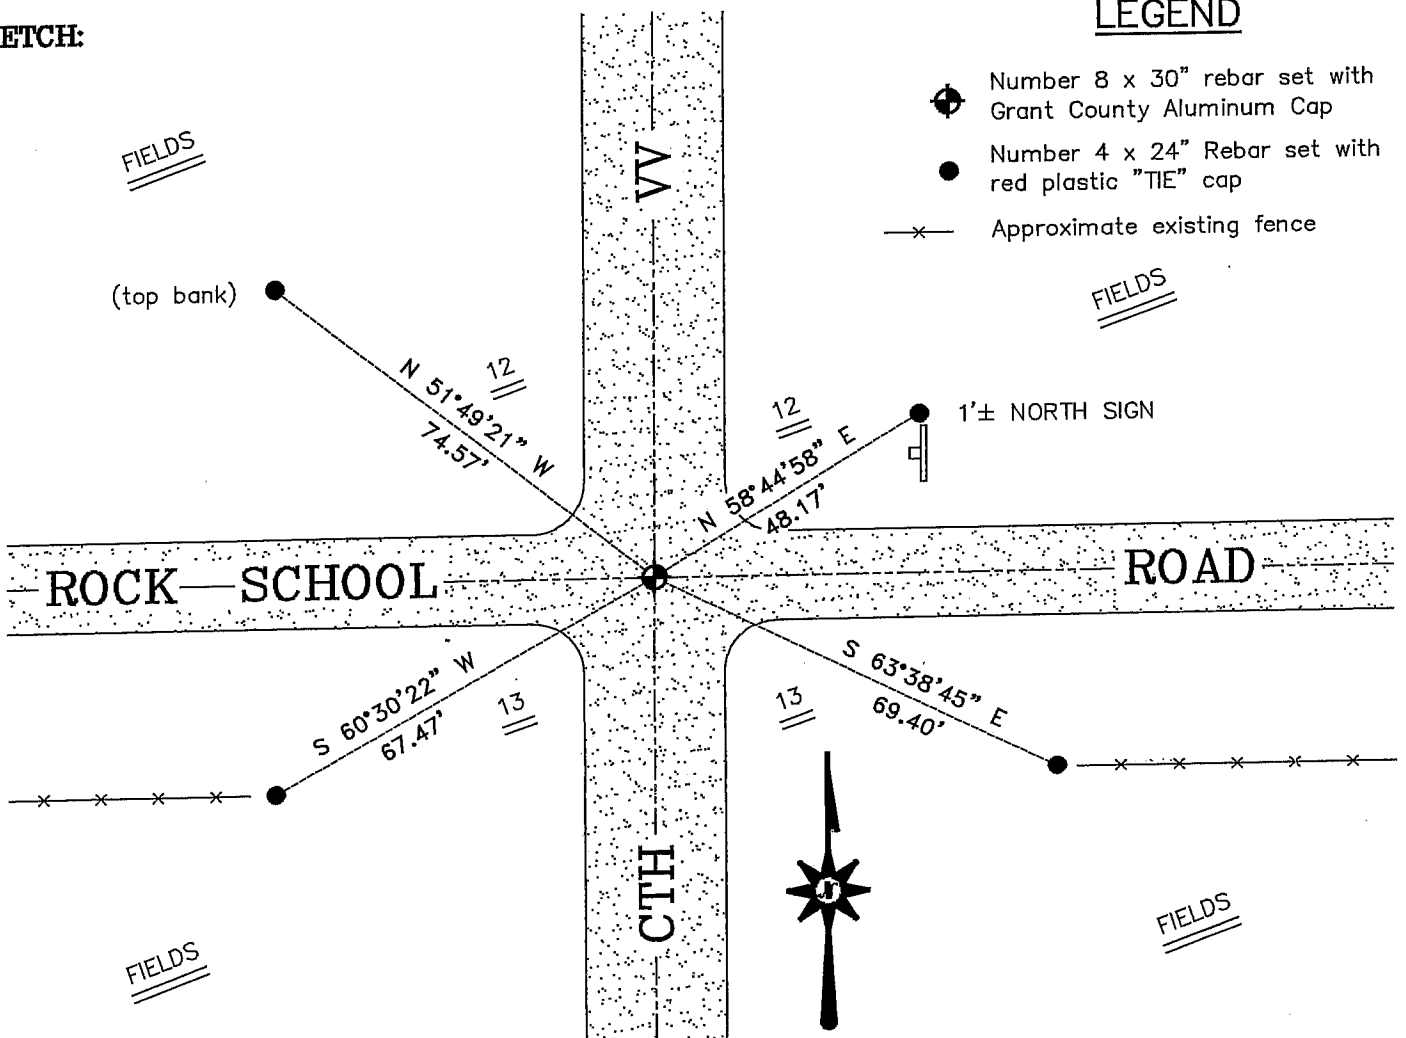 ETCH:
LEGEND
Number 8 x 30" rebar set with
Grant County Aluminum Cap
Number 4 x 24" Rebar set with
red plastic "TIE" cap
Approximate existing fence
FIELDS
VV
FIELDS
(top bank)
12
12
N 51°49'21" W
74.57'
N 58°44'58" E
48.17'
1'± NORTH SIGN
ROCK SCHOOL ROAD
S 60°30'22" W
67.47'
S 63°38'45" E
69.40'
13
13
CTH
N
FIELDS
FIELDS